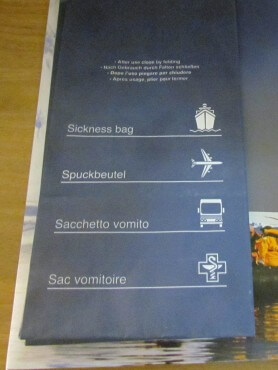 - After use close by folding
- Nach Gebrauch durch Falten schließen
- Dopo l'uso piegare per chiudere
- Après usage, plier pour fermer
Sickness bag
Spuckbeutel
Sacchetto vomito
Sac vomitoire